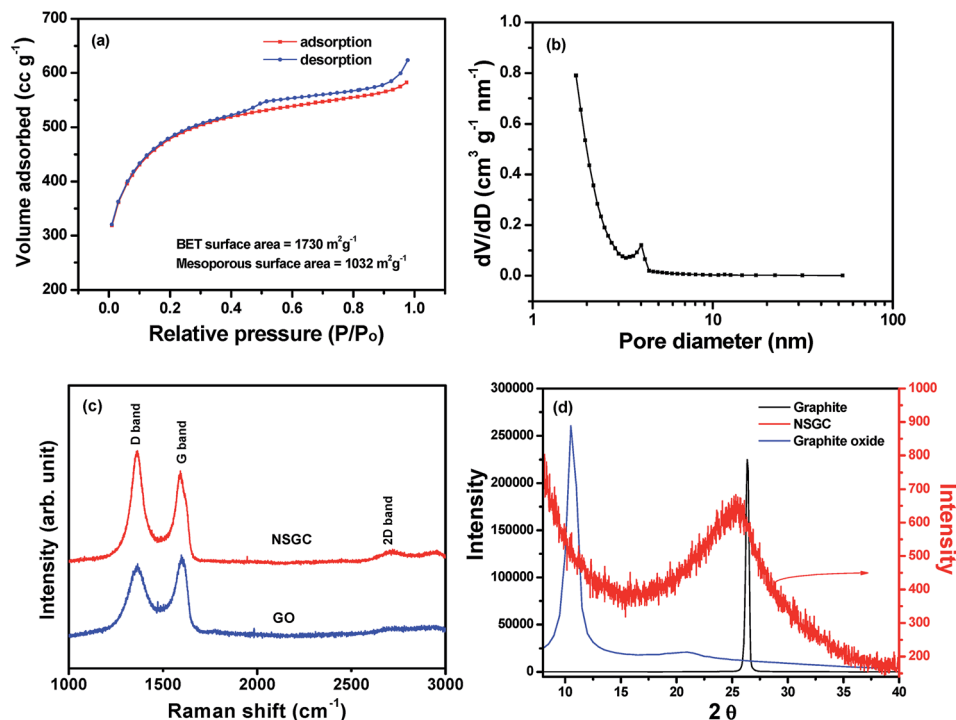 (a)
adsorption
desorption
Volume adsorbed (cc g⁻¹)
700
600
500
400
300
200
BET surface area = 1730 m²g⁻¹
Mesoporous surface area = 1032 m²g⁻¹
0.0 0.2 0.4 0.6 0.8 1.0
Relative pressure (P/Po)
(b)
dV/dD (cm³ g⁻¹ nm⁻¹)
1.0
0.8
0.6
0.4
0.2
0.0
1 10 100
Pore diameter (nm)
(c)
D band
G band
2D band
NSGC
GO
Intensity (arb. unit)
1000 1500 2000 2500 3000
Raman shift (cm⁻¹)
(d)
Graphite
NSGC
Graphite oxide
Intensity
300000
250000
200000
150000
100000
50000
0
1000
900
800
700
600
500
400
300
200
Intensity
10 15 20 25 30 35 40
2 θ